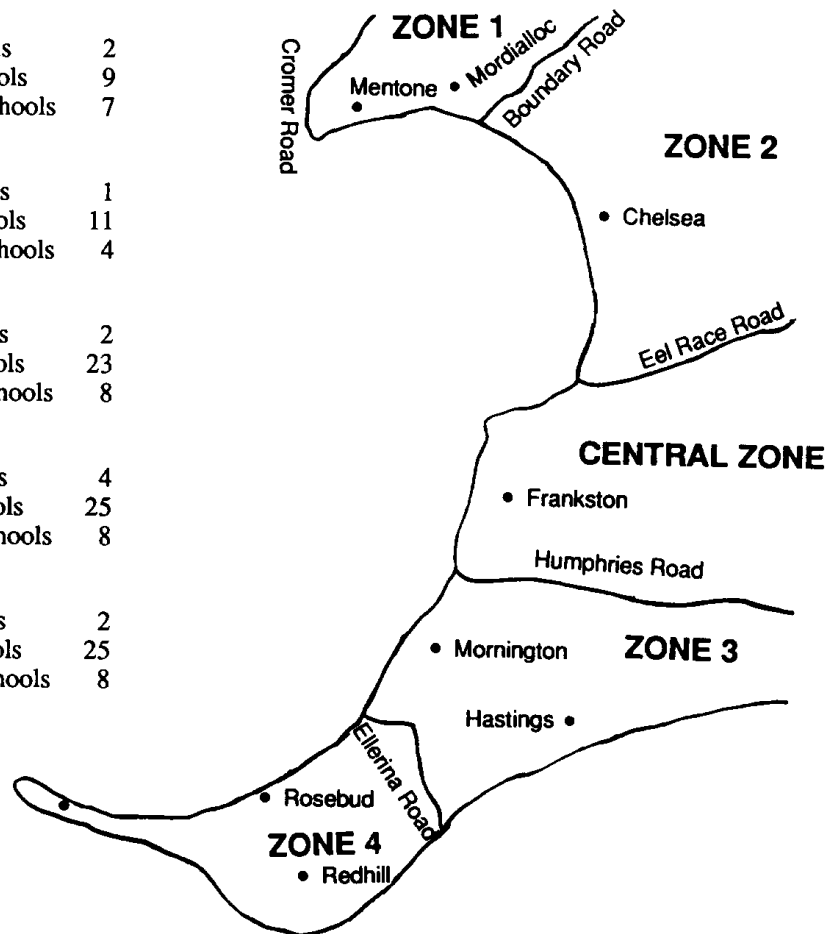 ls 2
ols 9
hools 7
s 1
ols 11
hools 4
s 2
ols 23
hools 8
s 4
ols 25
hools 8
s 2
ols 25
hools 8
ZONE 1
Cromer Road
Mentone
Mordialloc
Boundary Road
ZONE 2
Chelsea
Eel Race Road
CENTRAL ZONE
Frankston
Humphries Road
Mornington
ZONE 3
Hastings
Ellerina Road
Rosebud
ZONE 4
Redhill